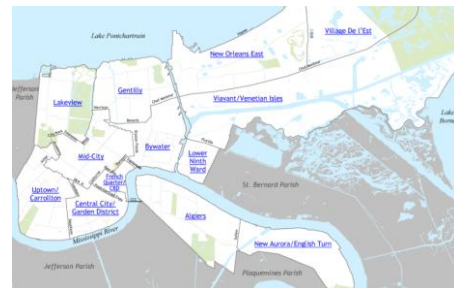 Lake Pontchartrain
Village De l'Est
New Orleans East
Jefferson
Parish
Gentilly
Lakeview
Viavant/Venetian Isles
Lake
Mid-City
Bywater
Lower
Ninth
Ward
French
Quarter/
CBD
Uptown/
Carrollton
Central City/
Garden District
St. Bernard Parish
Algiers
Mississippi River
New Aurora/English Turn
Jefferson Parish
Plaquemines Parish